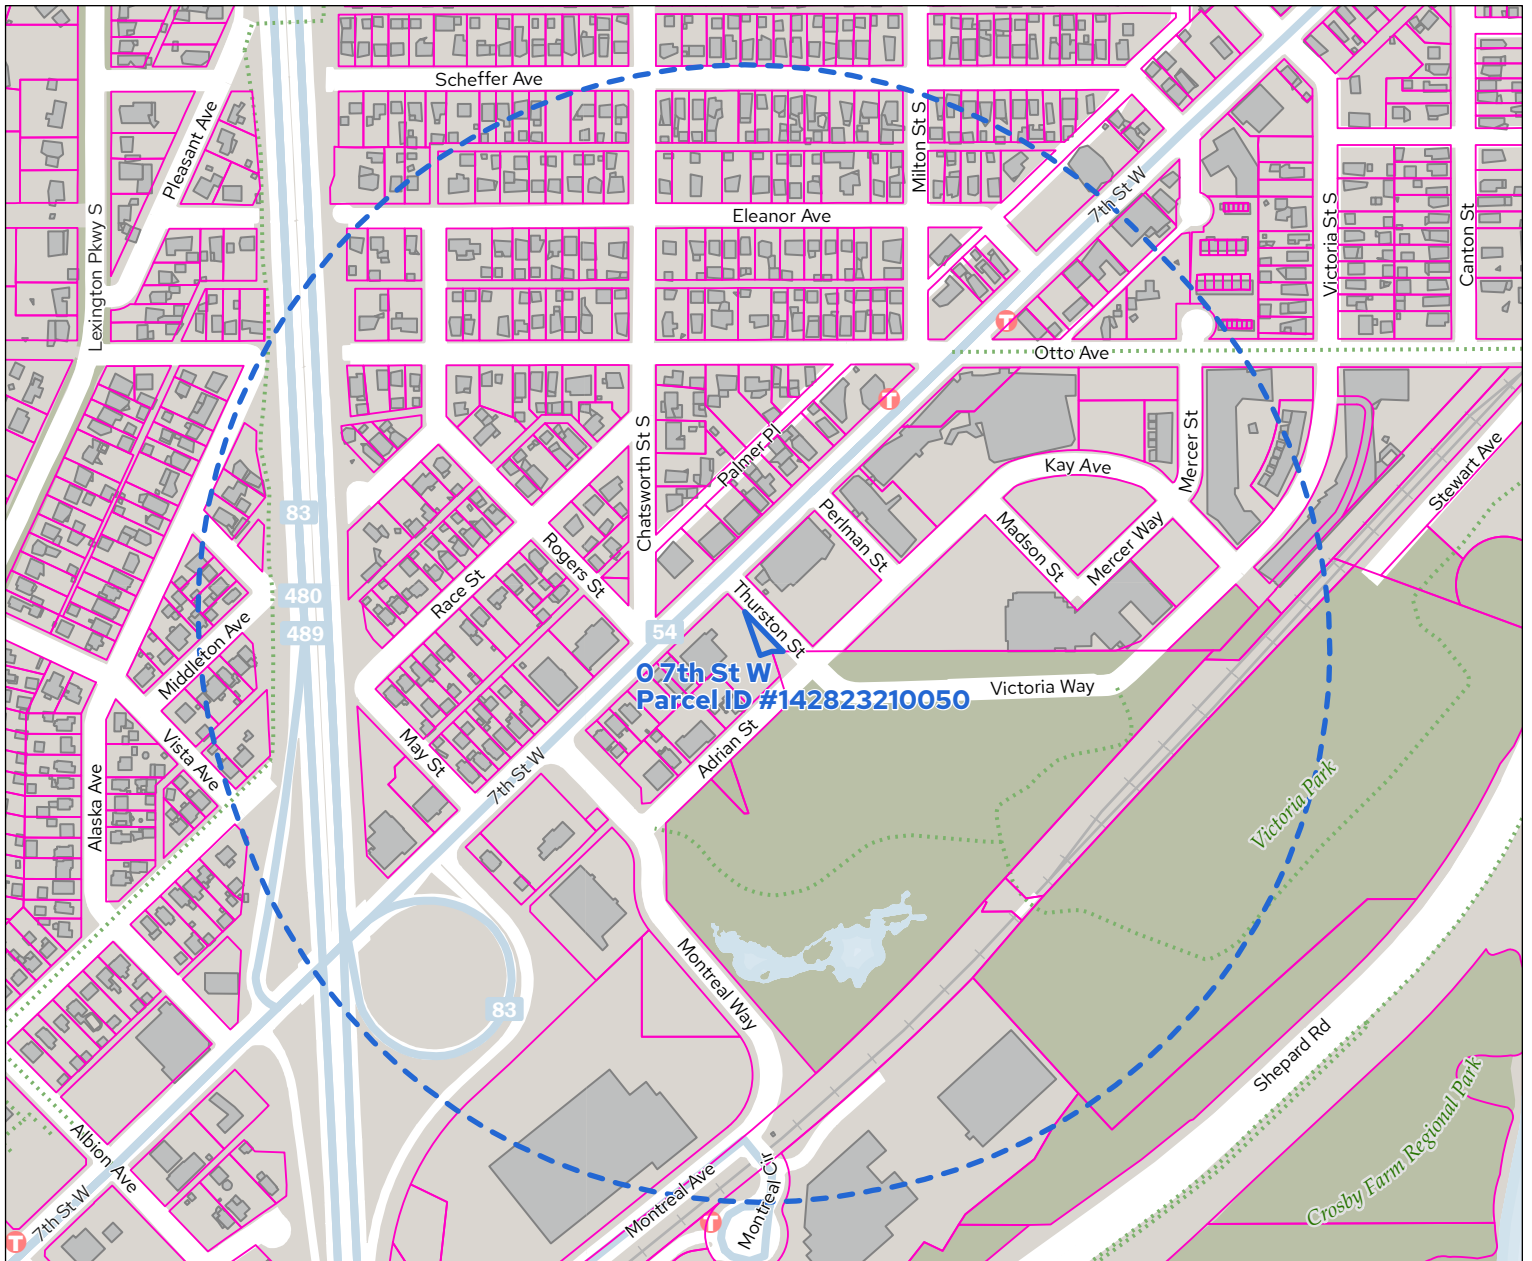 Scheffer Ave
Pleasant Ave
Milton St S
7th St W
Lexington Pkwy S
Eleanor Ave
Victoria St S
Canton St
T
Otto Ave
T
Chatsworth St S
Palmer Pl
Kay Ave
Mercer St
Stewart Ave
83
Perlman St
Madson St
Mercer Way
Rogers St
Race St
480
Thurston St
Middleton Ave
489
54
0 7th St W
Parcel ID #142823210050
Victoria Way
Vista Ave
May St
7th St W
Adrian St
Alaska Ave
Victoria Park
Montreal Way
83
Shepard Rd
Albion Ave
7th St W
Montreal Ave
Montreal Cir
T
T
Crosby Farm Regional Park